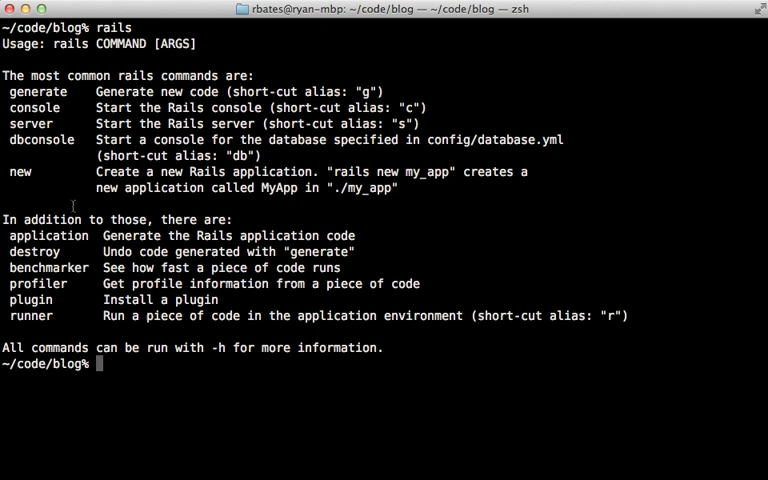 rbates@ryan-mbp: ~/code/blog — ~/code/blog — zsh
~/code/blog% rails
Usage: rails COMMAND [ARGS]
The most common rails commands are:
generate    Generate new code (short-cut alias: "g")
console     Start the Rails console (short-cut alias: "c")
server      Start the Rails server (short-cut alias: "s")
dbconsole   Start a console for the database specified in config/database.yml
(short-cut alias: "db")
new         Create a new Rails application. "rails new my_app" creates a
new application called MyApp in "./my_app"
In addition to those, there are:
application  Generate the Rails application code
destroy      Undo code generated with "generate"
benchmarker  See how fast a piece of code runs
profiler     Get profile information from a piece of code
plugin       Install a plugin
runner       Run a piece of code in the application environment (short-cut alias: "r")
All commands can be run with -h for more information.
~/code/blog%